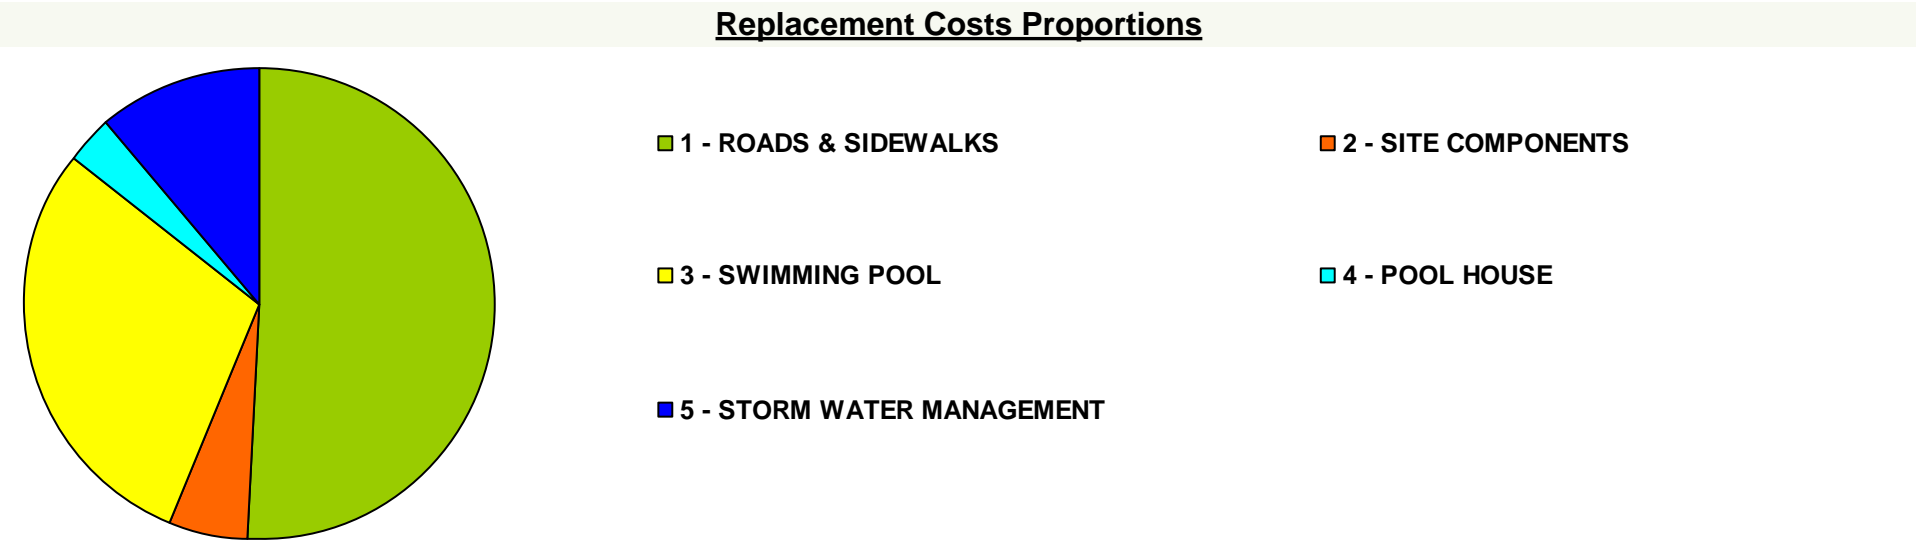 Replacement Costs Proportions
1 - ROADS & SIDEWALKS
2 - SITE COMPONENTS
3 - SWIMMING POOL
4 - POOL HOUSE
5 - STORM WATER MANAGEMENT